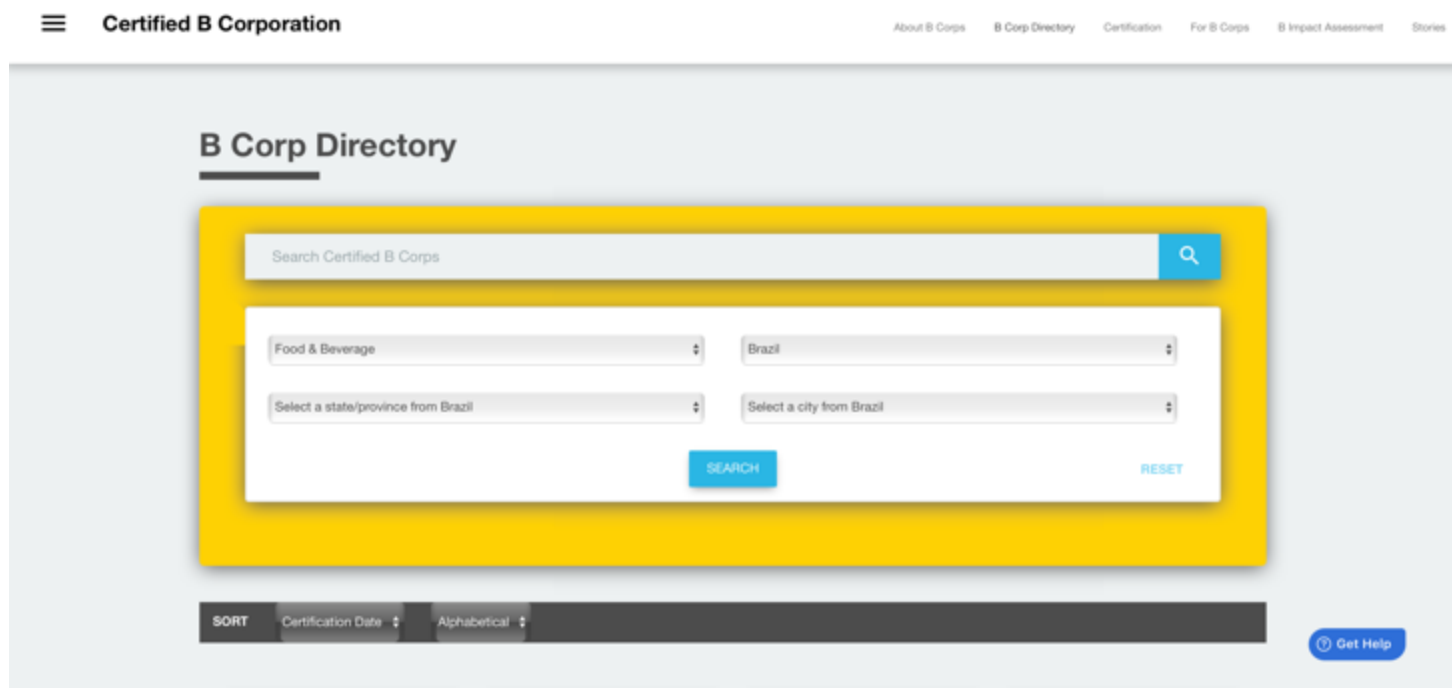 Certified B Corporation
About B Corps B Corp Directory Certification For B Corps B Impact Assessment Stories
B Corp Directory
Search Certified B Corps
Food & Beverage Brazil
Select a state/province from Brazil Select a city from Brazil
SEARCH RESET
SORT Certification Date Alphabetical
Get Help